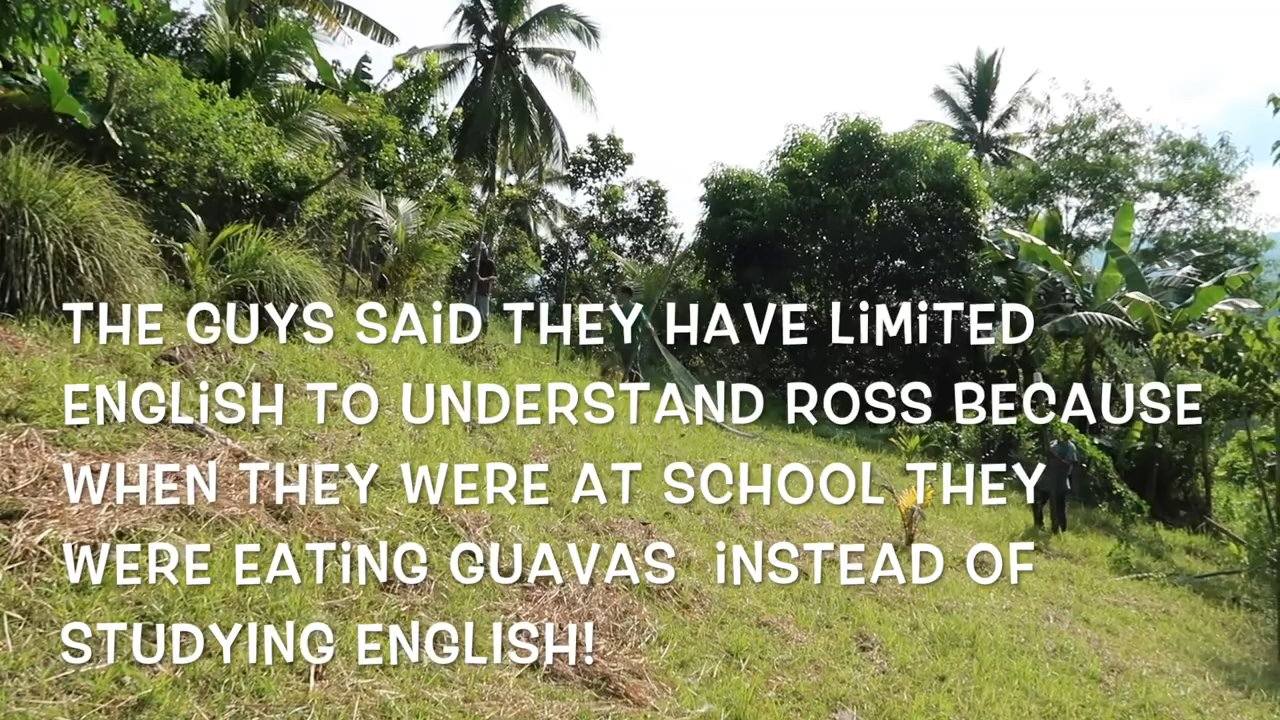 THE GUYS SAiD THEY HAVE LiMiTED
ENGLiSH TO UNDERSTAND ROSS BECAUSE
WHEN THEY WERE AT SCHOOL THEY
WERE EATiNG GUAVAS iNSTEAD OF
STUDYING ENGLISH!